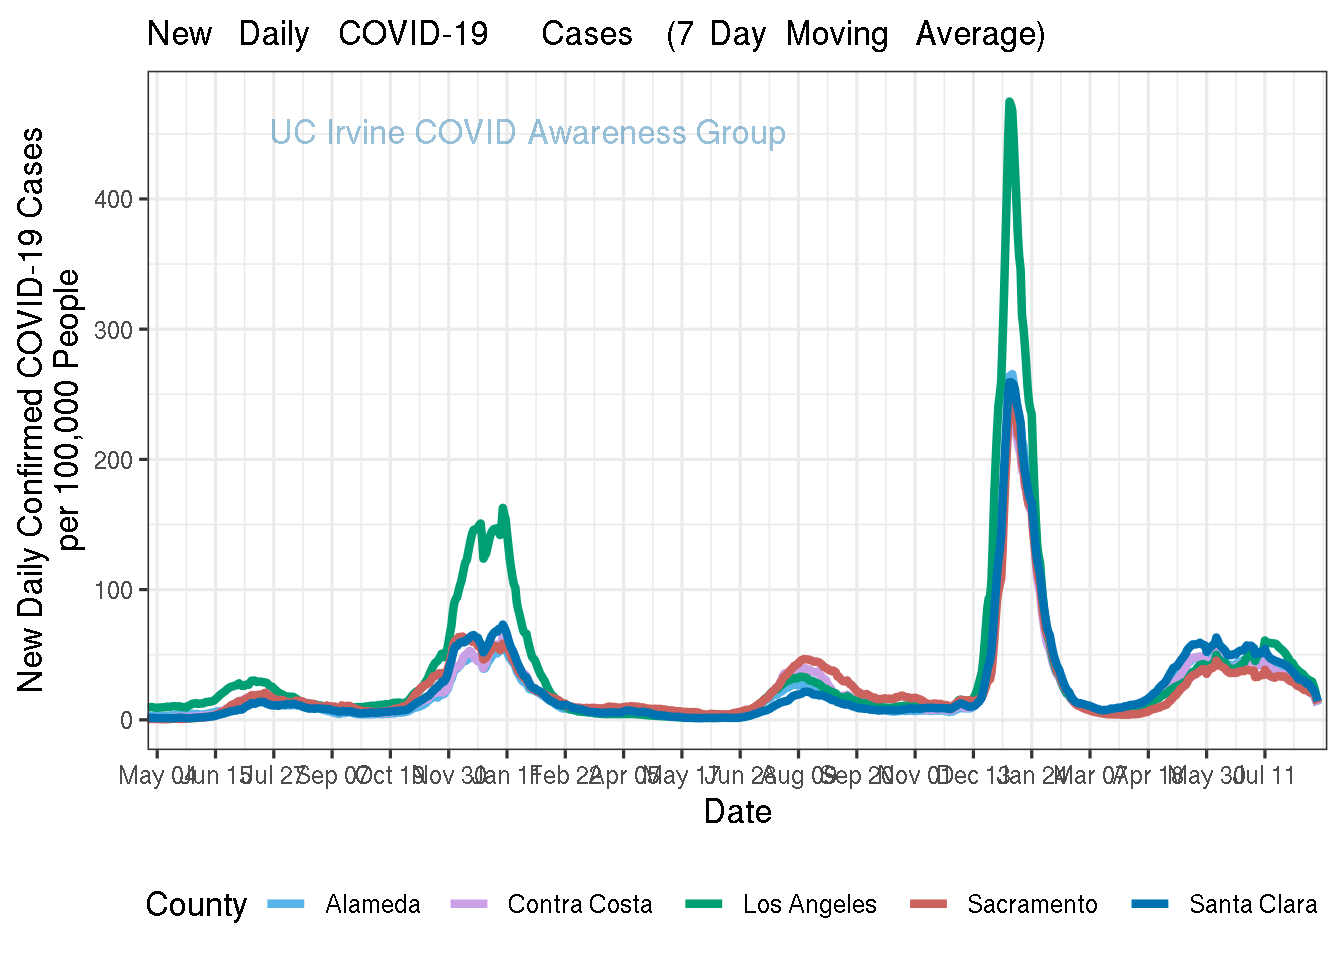 New Daily COVID-19 Cases (7 Day Moving Average)
UC Irvine COVID Awareness Group
New Daily Confirmed COVID-19 Cases
per 100,000 People
400
300
200
100
0
May 04 Jun 15 Jul 27 Sep 07 Oct 19 Nov 30 Jan 11 Feb 22 Apr 05 May 17 Jun 28 Aug 09 Sep 20 Nov 01 Dec 13 Jan 24 Mar 07 Apr 18 May 30 Jul 11
Date
County Alameda Contra Costa Los Angeles Sacramento Santa Clara